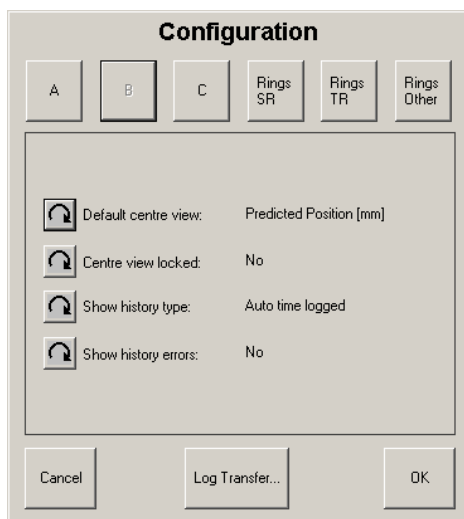 Configuration
A
B
C
Rings
SR
Rings
TR
Rings
Other
Default centre view: Predicted Position [mm]
Centre view locked: No
Show history type: Auto time logged
Show history errors: No
Cancel
Log Transfer...
OK